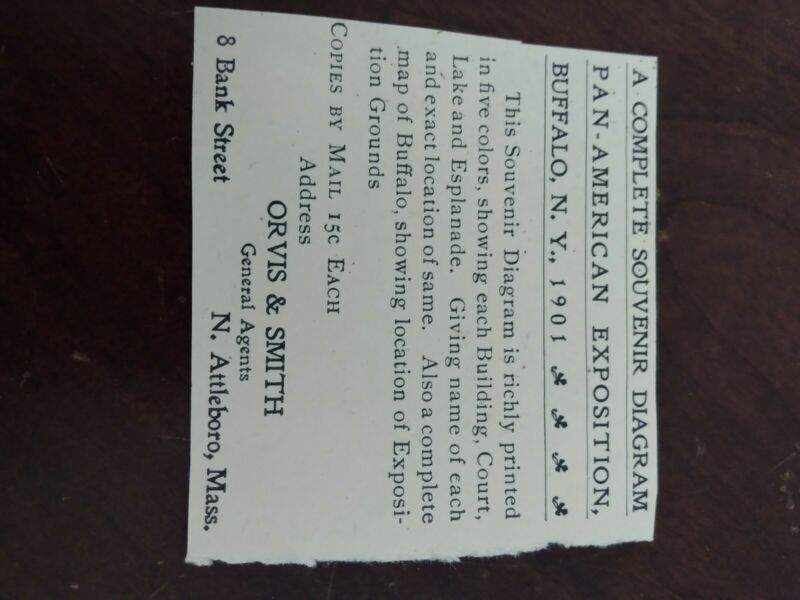 A COMPLETE SOUVENIR DIAGRAM
PAN-AMERICAN EXPOSITION,
BUFFALO, N. Y., 1901
This Souvenir Diagram is richly printed
in five colors, showing each Building, Court,
Lake and Esplanade. Giving name of each
and exact location of same. Also a complete
map of Buffalo, showing location of Exposi-
tion Grounds
COPIES BY MAIL 15C EACH
Address
ORVIS & SMITH
General Agents
8 Bank Street N. Attleboro, Mass.